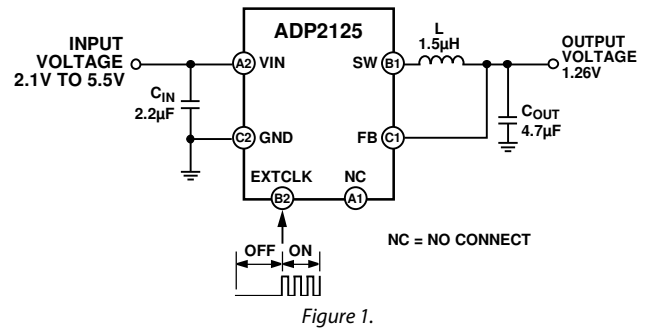 ADP2125
INPUT
VOLTAGE
2.1V TO 5.5V
A2 VIN
CIN
2.2µF
C2 GND
SW B1
L
1.5µH
OUTPUT
VOLTAGE
1.26V
FB C1
COUT
4.7µF
EXTCLK
B2
NC
A1
OFF ON
NC = NO CONNECT
Figure 1.